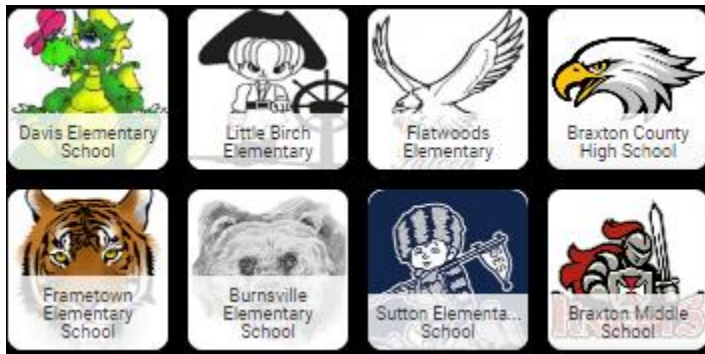 Davis Elementary
School
Little Birch
Elementary
Flatwoods
Elementary
Braxton County
High School
Frametown
Elementary
School
Burnsville
Elementary
School
Sutton Elementa...
School
Braxton Middle
School